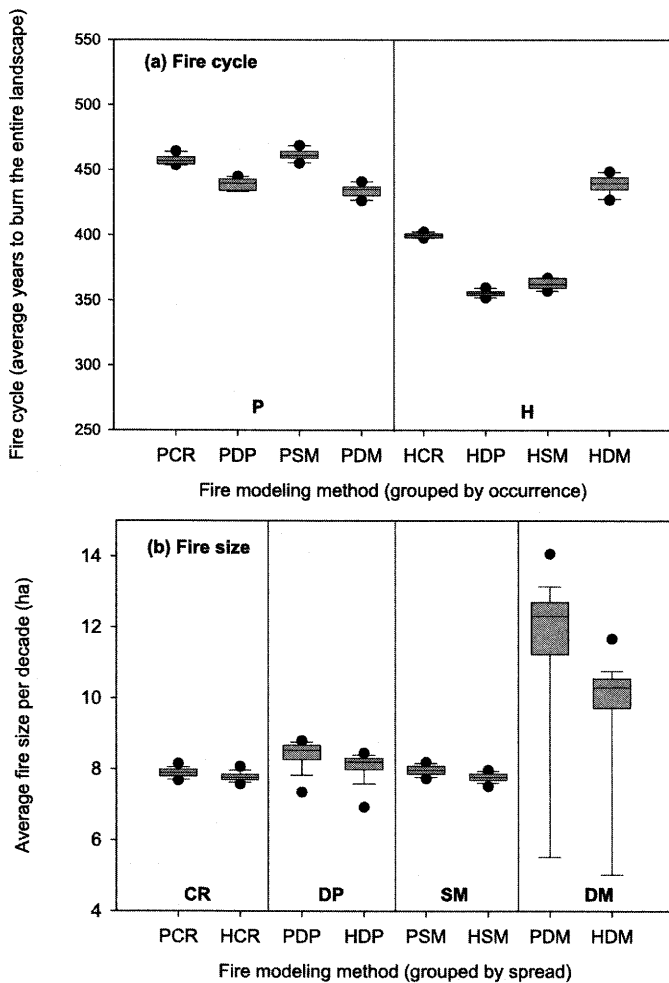 Fire cycle (average years to burn the entire landscape)
550
500
450
400
350
300
250
(a) Fire cycle
P
H
PCR PDP PSM PDM HCR HDP HSM HDM
Fire modeling method (grouped by occurrence)
Average fire size per decade (ha)
14
12
10
8
6
4
(b) Fire size
CR DP SM DM
PCR HCR PDP HDP PSM HSM PDM HDM
Fire modeling method (grouped by spread)